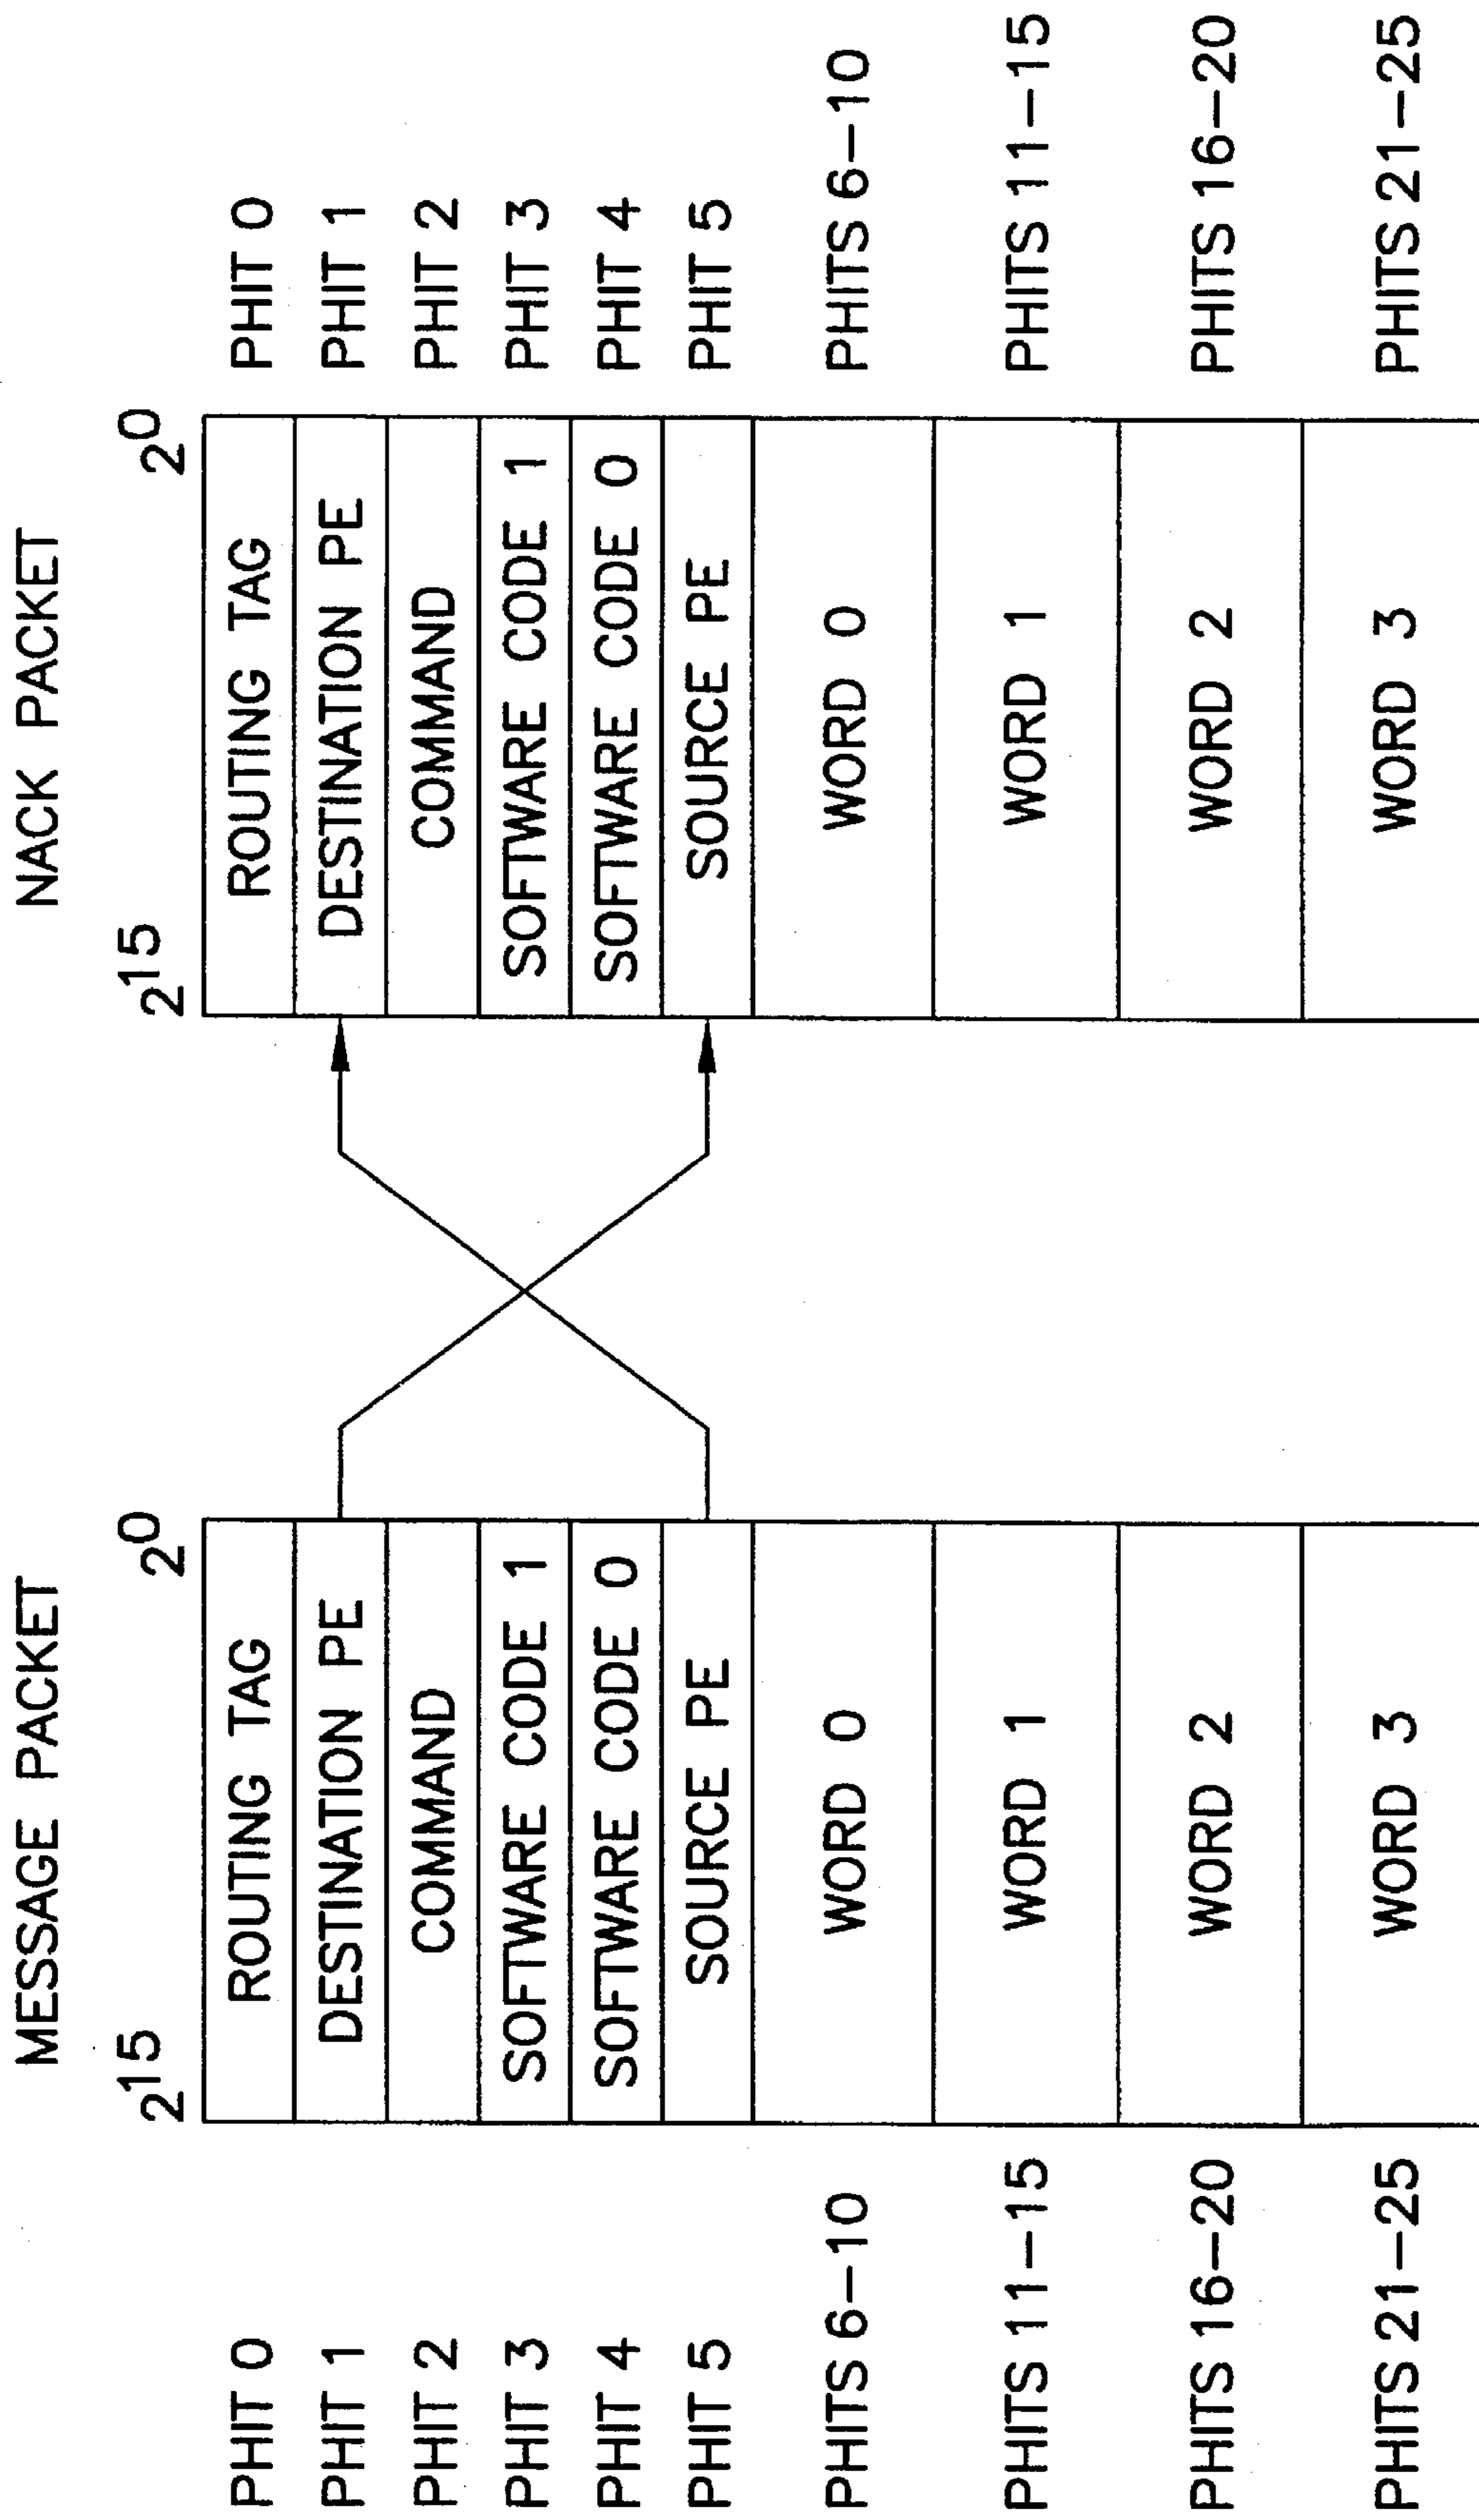 MESSAGE PACKET
2^15 2^0
PHIT 0 ROUTING TAG
PHIT 1 DESTINATION PE
PHIT 2 COMMAND
PHIT 3 SOFTWARE CODE 1
PHIT 4 SOFTWARE CODE 0
PHIT 5 SOURCE PE
PHITS 6-10 WORD 0
PHITS 11-15 WORD 1
PHITS 16-20 WORD 2
PHITS 21-25 WORD 3
NACK PACKET
2^15 2^0
ROUTING TAG PHIT 0
DESTINATION PE PHIT 1
COMMAND PHIT 2
SOFTWARE CODE 1 PHIT 3
SOFTWARE CODE 0 PHIT 4
SOURCE PE PHIT 5
WORD 0 PHITS 6-10
WORD 1 PHITS 11-15
WORD 2 PHITS 16-20
WORD 3 PHITS 21-25